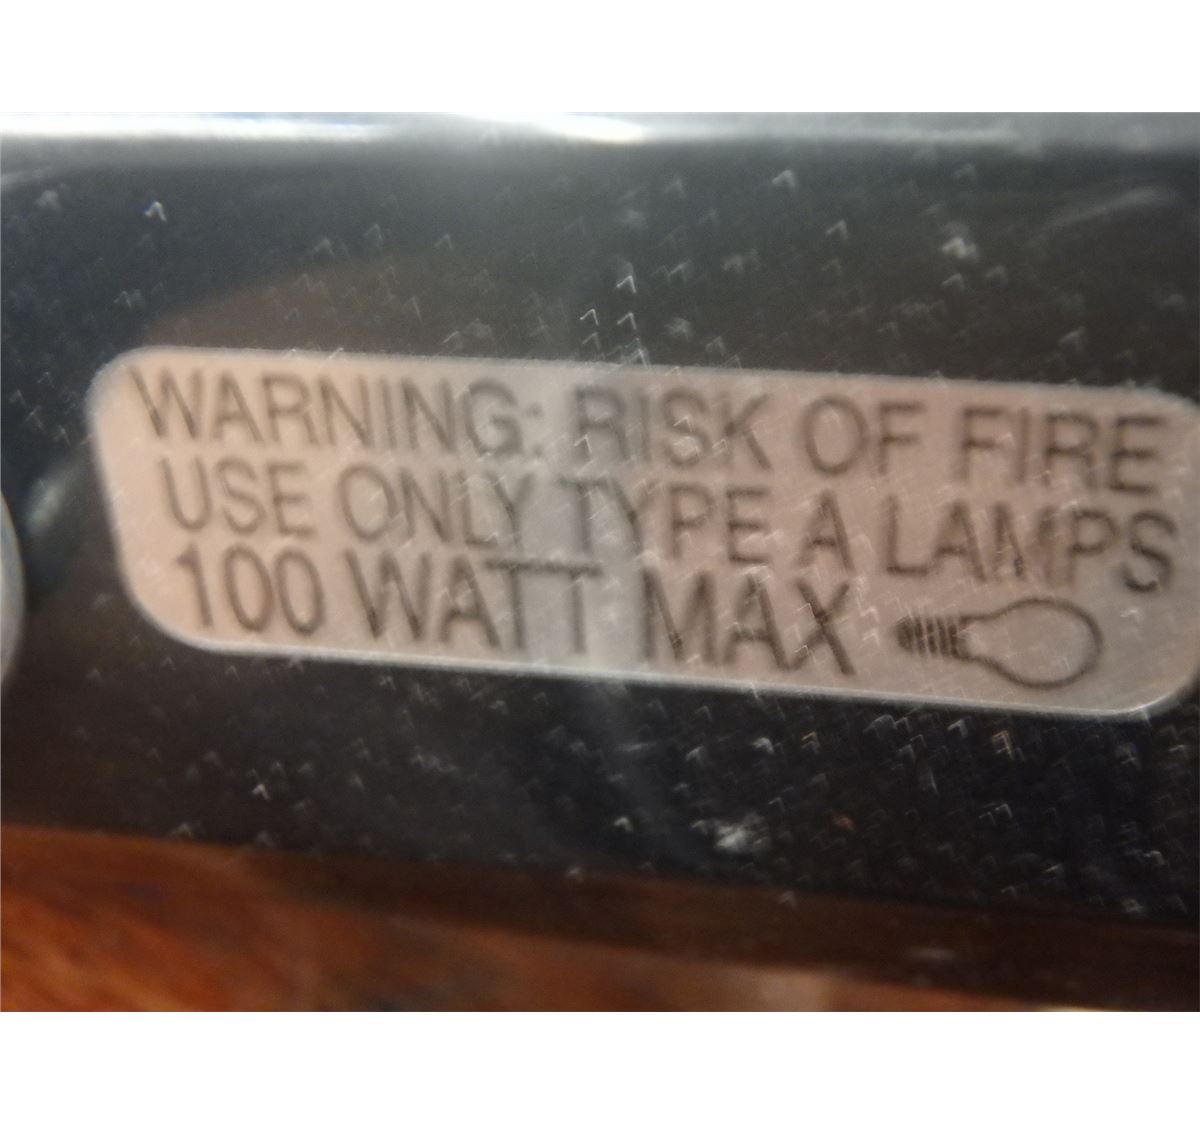 WARNING: RISK OF FIRE
USE ONLY TYPE A LAMPS
100 WATT MAX